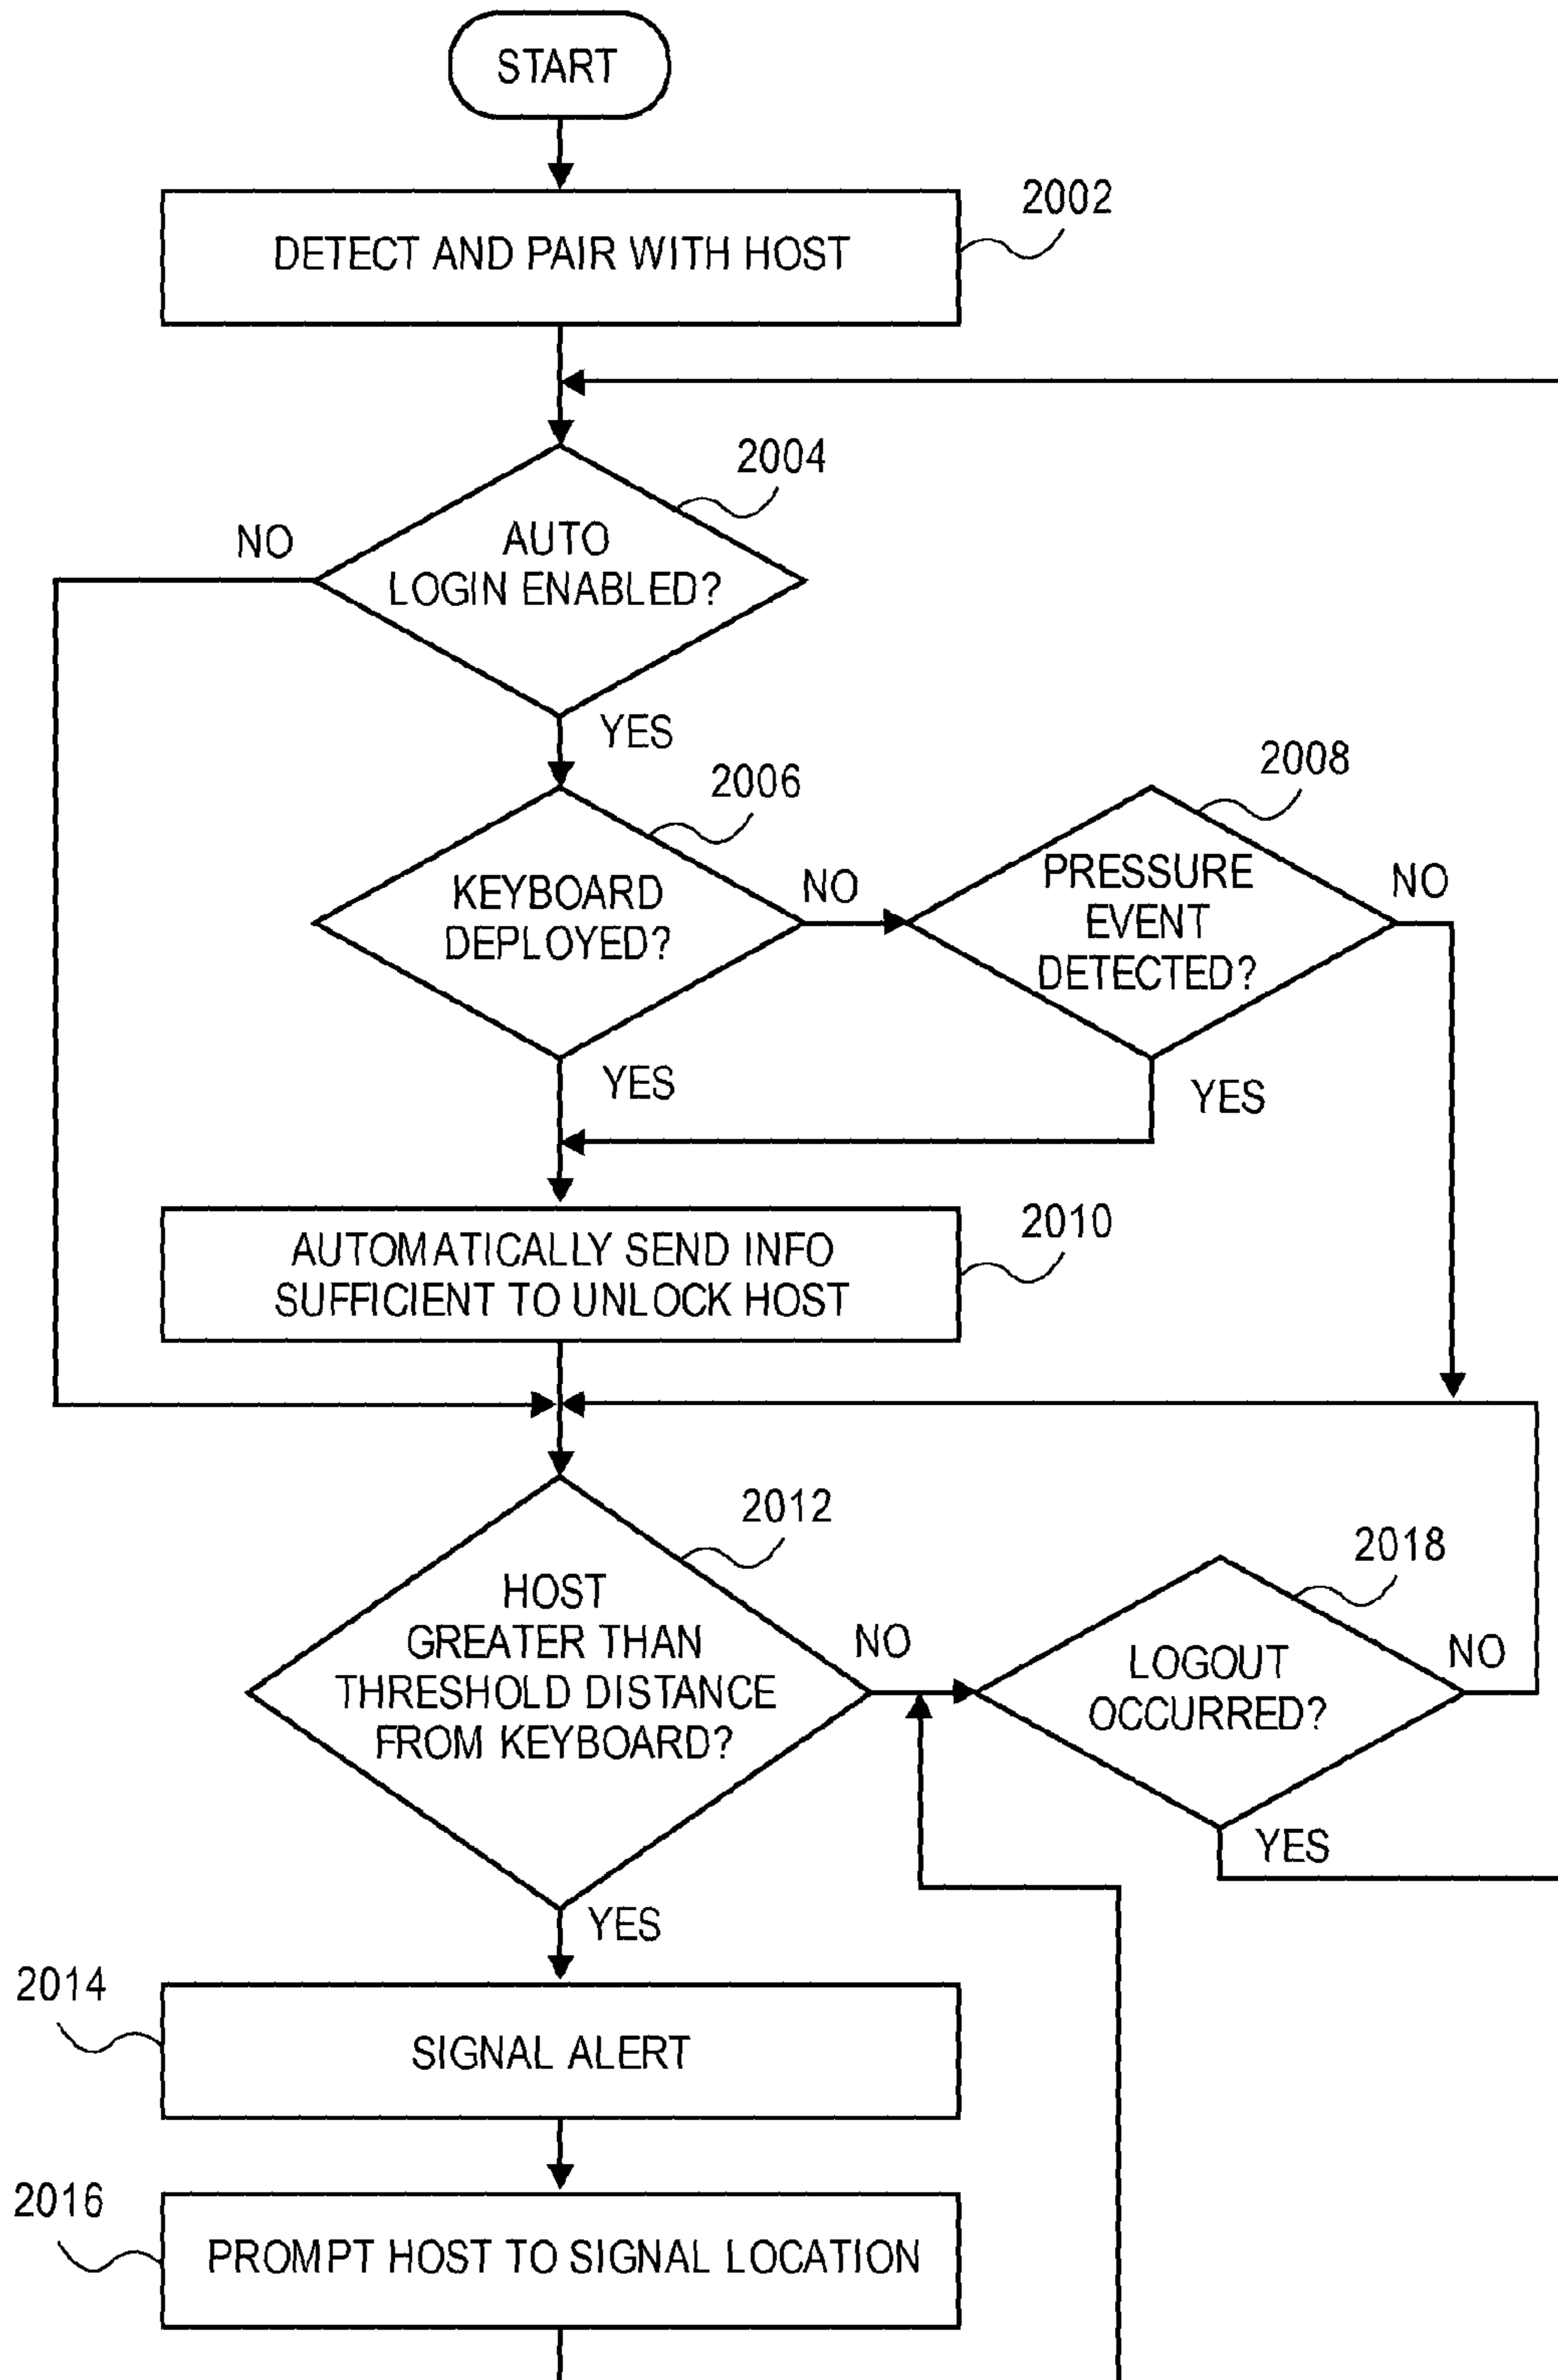 START
2002
DETECT AND PAIR WITH HOST
2004
NO
AUTO
LOGIN ENABLED?
YES
2006
2008
KEYBOARD
DEPLOYED?
NO
PRESSURE
EVENT
DETECTED?
NO
YES
YES
2010
AUTOMATICALLY SEND INFO
SUFFICIENT TO UNLOCK HOST
2012
2018
HOST
GREATER THAN
THRESHOLD DISTANCE
FROM KEYBOARD?
NO
LOGOUT
OCCURRED?
NO
YES
YES
2014
SIGNAL ALERT
2016
PROMPT HOST TO SIGNAL LOCATION